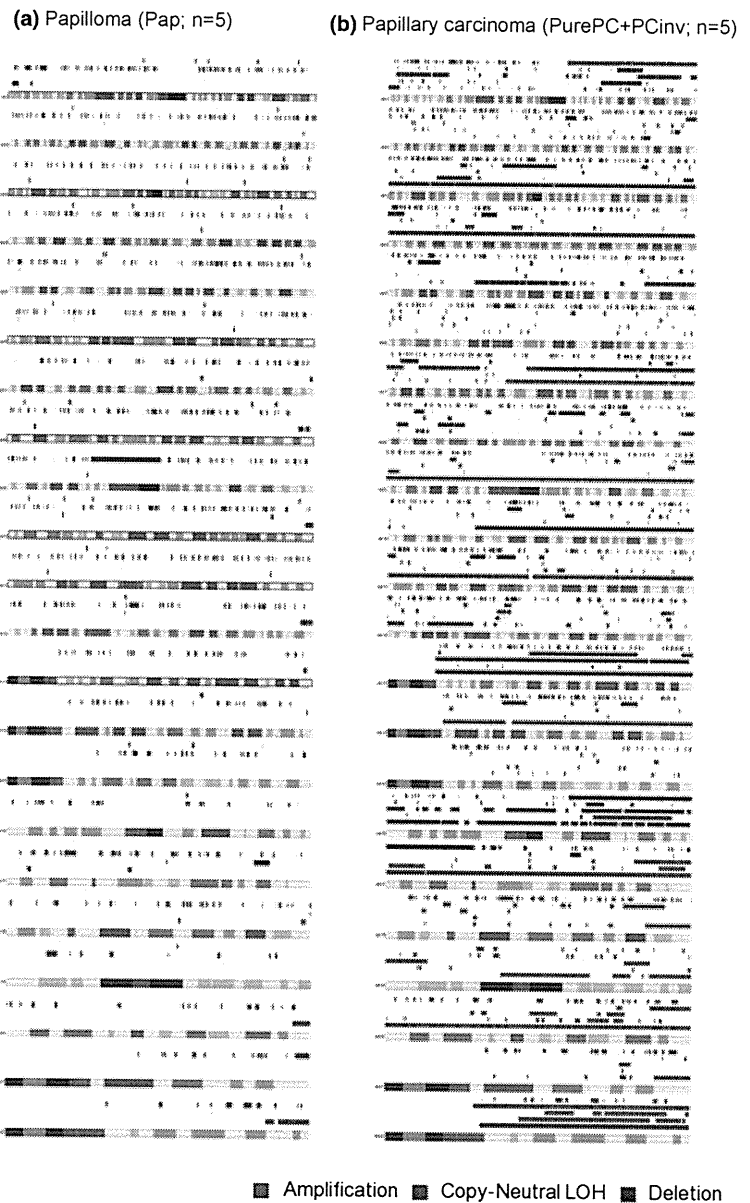 (a) Papilloma (Pap; n=5)
(b) Papillary carcinoma (PurePC+PCinv; n=5)
Amplification Copy-Neutral LOH Deletion